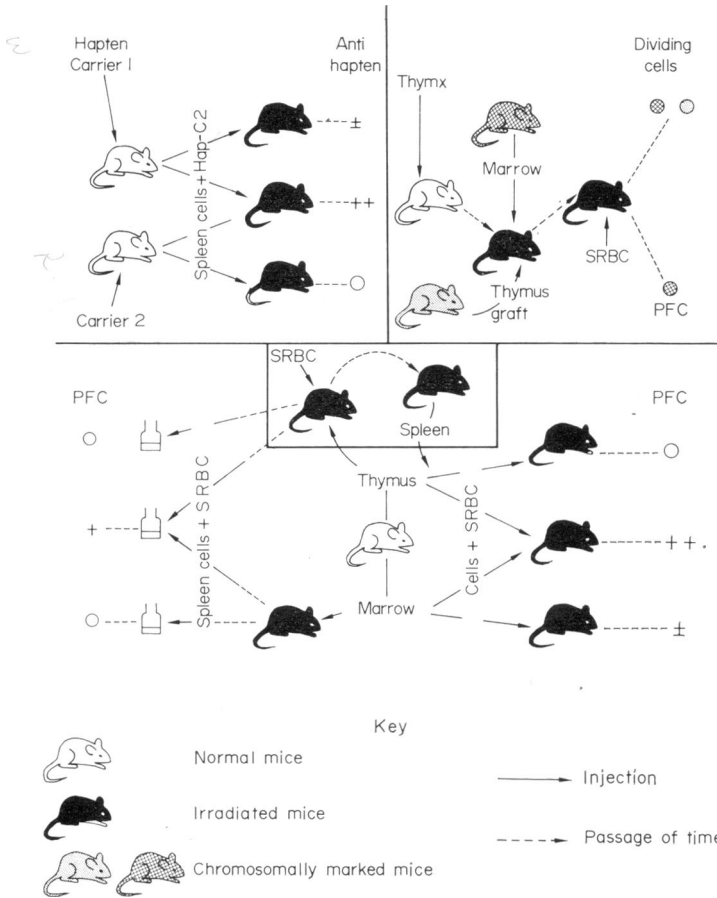 Hapten
Carrier 1
Anti
hapten
Spleen cells + Hap-C2
±
++
○
Carrier 2
Dividing
cells
Thymx
Marrow
SRBC
Thymus
graft
PFC
SRBC
Spleen
PFC
○
+
○
Spleen cells + SRBC
Thymus
Marrow
Cells + SRBC
PFC
○
++
±
Key
Normal mice
Irradiated mice
Chromosomally marked mice
Injection
Passage of time